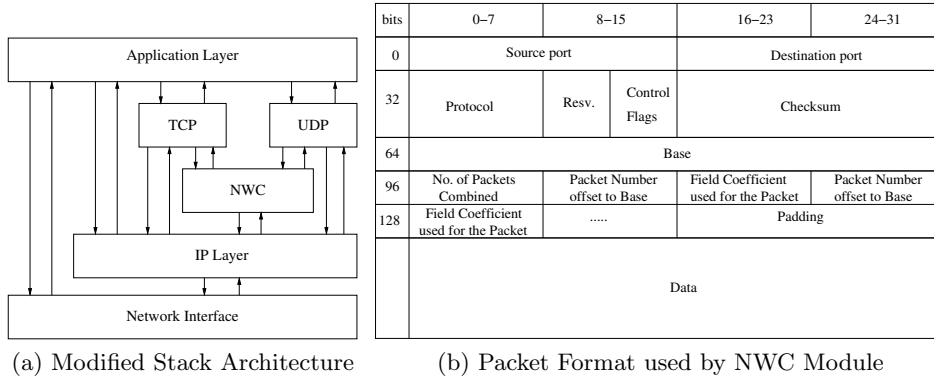 Application Layer
TCP
UDP
NWC
IP Layer
Network Interface
(a) Modified Stack Architecture
bits 0–7 8–15 16–23 24–31
0 Source port Destination port
32 Protocol Resv. Control Flags Checksum
64 Base
96 No. of Packets Combined Packet Number offset to Base Field Coefficient used for the Packet Packet Number offset to Base
128 Field Coefficient used for the Packet ..... Padding
Data
(b) Packet Format used by NWC Module